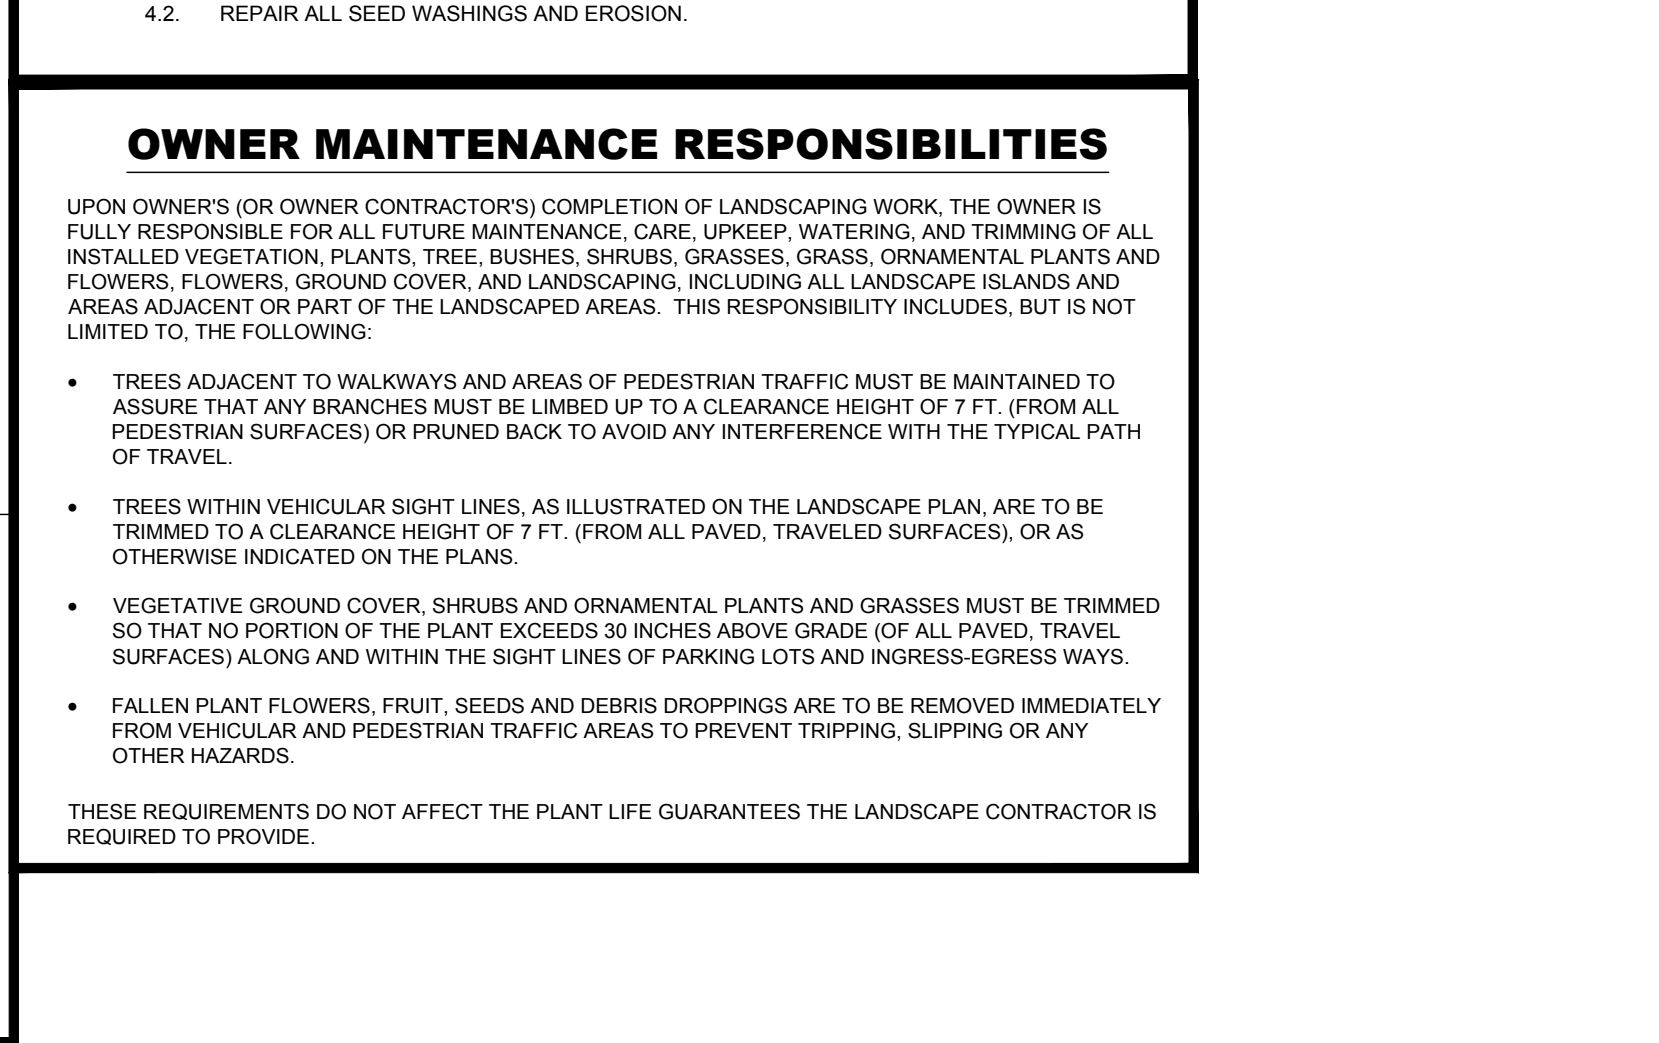 4.2. REPAIR ALL SEED WASHINGS AND EROSION.
OWNER MAINTENANCE RESPONSIBILITIES
UPON OWNER'S (OR OWNER CONTRACTOR'S) COMPLETION OF LANDSCAPING WORK, THE OWNER IS
FULLY RESPONSIBLE FOR ALL FUTURE MAINTENANCE, CARE, UPKEEP, WATERING, AND TRIMMING OF ALL
INSTALLED VEGETATION, PLANTS, TREE, BUSHES, SHRUBS, GRASSES, GRASS, ORNAMENTAL PLANTS AND
FLOWERS, FLOWERS, GROUND COVER, AND LANDSCAPING, INCLUDING ALL LANDSCAPE ISLANDS AND
AREAS ADJACENT OR PART OF THE LANDSCAPED AREAS. THIS RESPONSIBILITY INCLUDES, BUT IS NOT
LIMITED TO, THE FOLLOWING:
• TREES ADJACENT TO WALKWAYS AND AREAS OF PEDESTRIAN TRAFFIC MUST BE MAINTAINED TO
ASSURE THAT ANY BRANCHES MUST BE LIMBED UP TO A CLEARANCE HEIGHT OF 7 FT. (FROM ALL
PEDESTRIAN SURFACES) OR PRUNED BACK TO AVOID ANY INTERFERENCE WITH THE TYPICAL PATH
OF TRAVEL.
• TREES WITHIN VEHICULAR SIGHT LINES, AS ILLUSTRATED ON THE LANDSCAPE PLAN, ARE TO BE
TRIMMED TO A CLEARANCE HEIGHT OF 7 FT. (FROM ALL PAVED, TRAVELED SURFACES), OR AS
OTHERWISE INDICATED ON THE PLANS.
• VEGETATIVE GROUND COVER, SHRUBS AND ORNAMENTAL PLANTS AND GRASSES MUST BE TRIMMED
SO THAT NO PORTION OF THE PLANT EXCEEDS 30 INCHES ABOVE GRADE (OF ALL PAVED, TRAVEL
SURFACES) ALONG AND WITHIN THE SIGHT LINES OF PARKING LOTS AND INGRESS-EGRESS WAYS.
• FALLEN PLANT FLOWERS, FRUIT, SEEDS AND DEBRIS DROPPINGS ARE TO BE REMOVED IMMEDIATELY
FROM VEHICULAR AND PEDESTRIAN TRAFFIC AREAS TO PREVENT TRIPPING, SLIPPING OR ANY
OTHER HAZARDS.
THESE REQUIREMENTS DO NOT AFFECT THE PLANT LIFE GUARANTEES THE LANDSCAPE CONTRACTOR IS
REQUIRED TO PROVIDE.